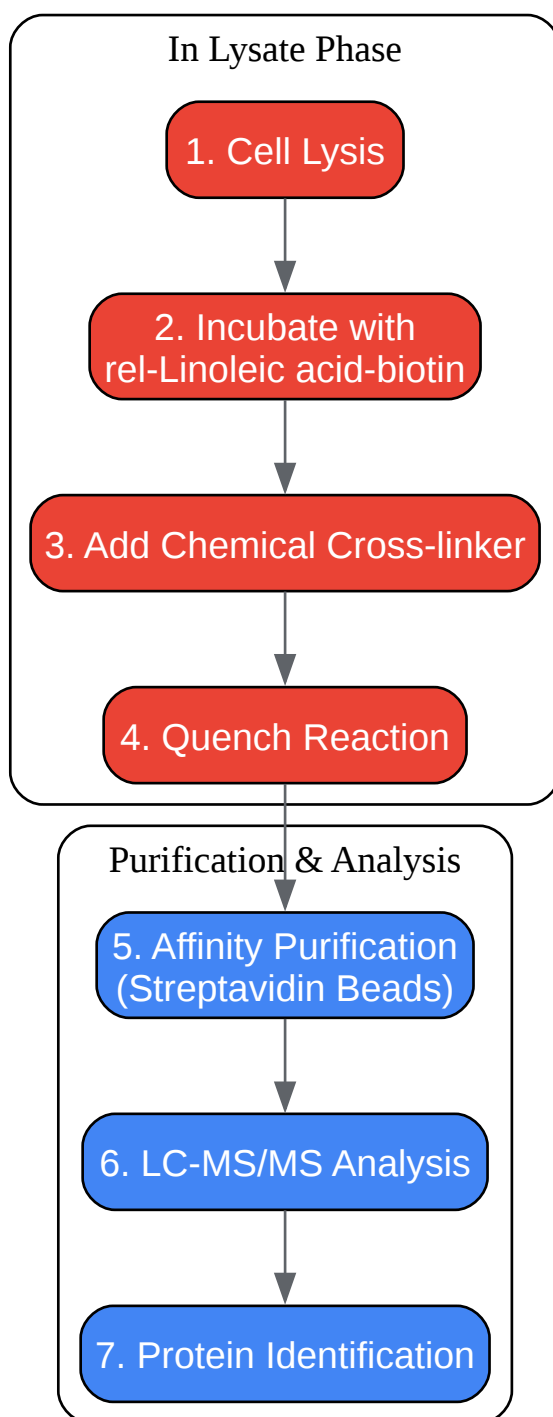 In Lysate Phase
1. Cell Lysis
2. Incubate with
rel-Linoleic acid-biotin
3. Add Chemical Cross-linker
4. Quench Reaction
Purification & Analysis
5. Affinity Purification
(Streptavidin Beads)
6. LC-MS/MS Analysis
7. Protein Identification